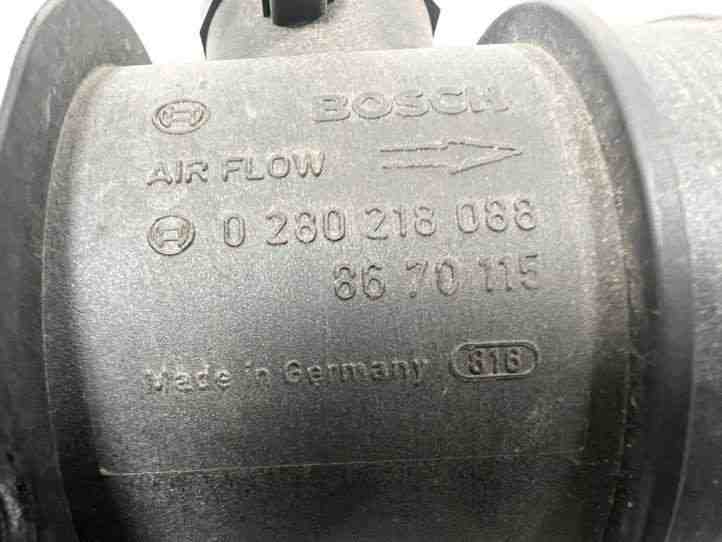 BOSCH
AIR FLOW
0 280 218 088
86 70 115
Made in Germany 816